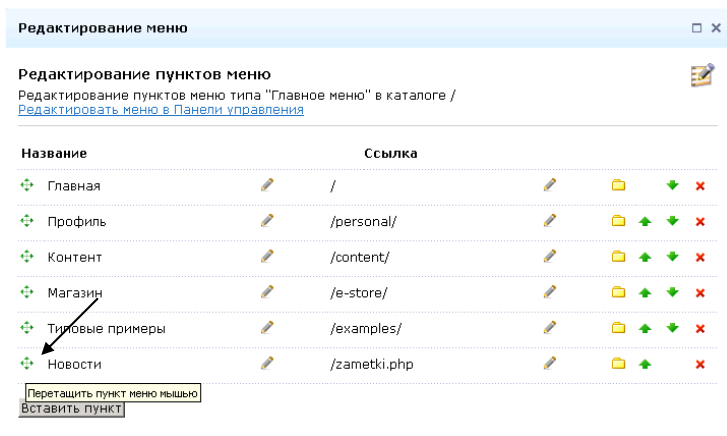 Редактирование меню
Редактирование пунктов меню
Редактирование пунктов меню типа "Главное меню" в каталоге /
Редактировать меню в Панели управления
Название Ссылка
Главная /
Профиль /personal/
Контент /content/
Магазин /e-store/
Типовые примеры /examples/
Новости /zametki.php
Перетащить пункт меню мышью
Вставить пункт